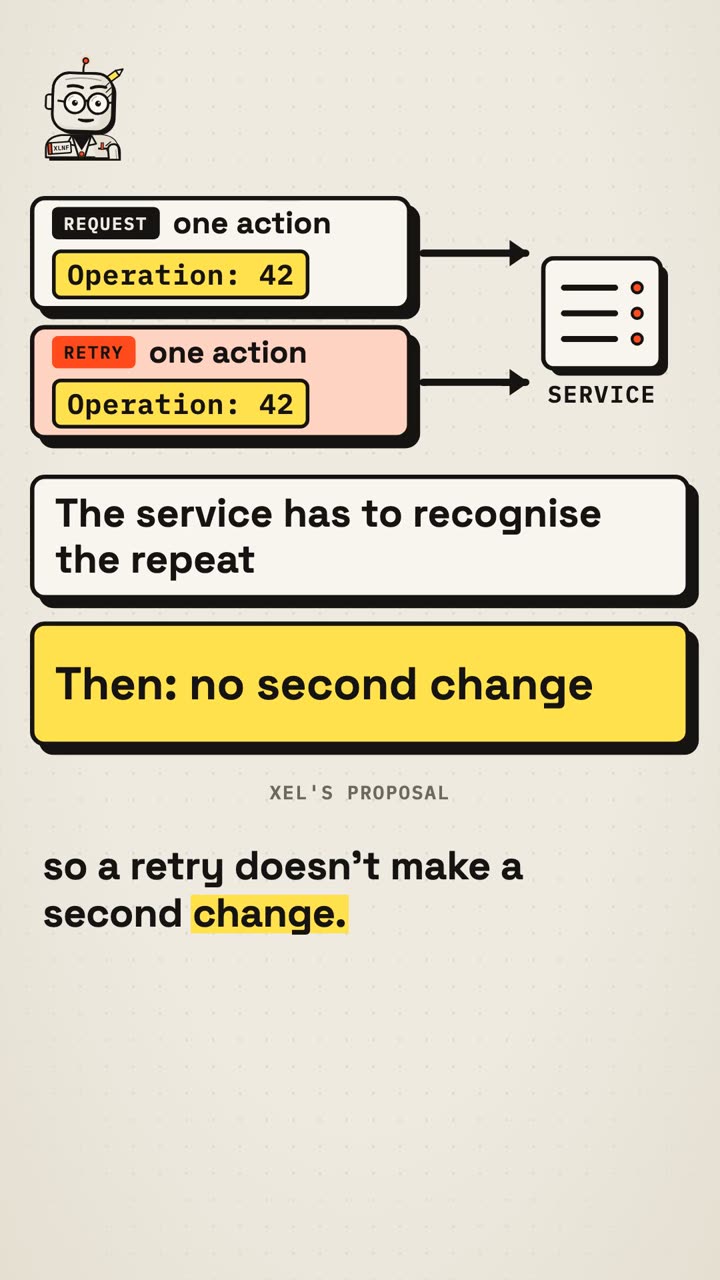 XLNF
REQUEST one action
Operation: 42
RETRY one action
Operation: 42
SERVICE
The service has to recognise
the repeat
Then: no second change
XEL'S PROPOSAL
so a retry doesn’t make a
second change.